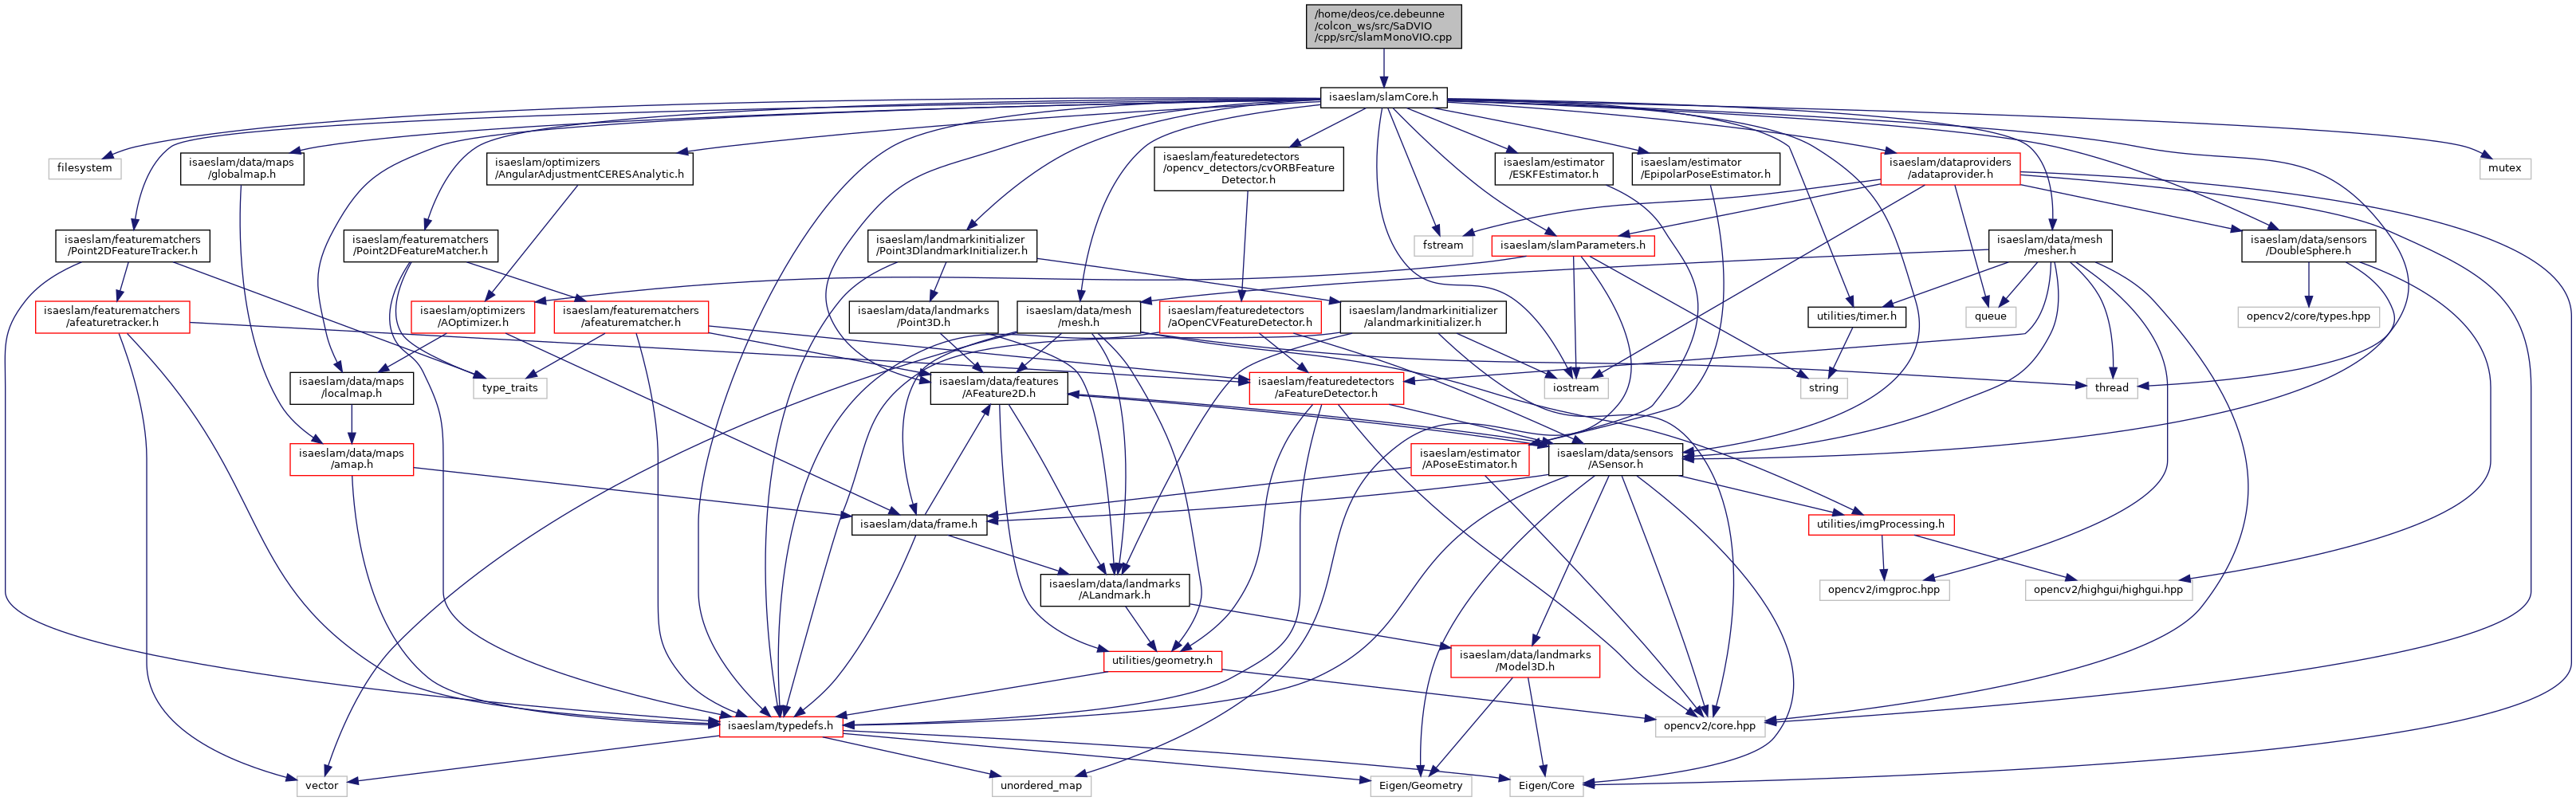 /home/deos/ce.debeunne
/colcon_ws/src/SaDVIO
/cpp/src/slamMonoVIO.cpp
isaeslam/slamCore.h
filesystem
isaeslam/data/maps
/globalmap.h
isaeslam/optimizers
/AngularAdjustmentCERESAnalytic.h
isaeslam/featuredetectors
/opencv_detectors/cvORBFeature
Detector.h
isaeslam/estimator
/ESKFEstimator.h
isaeslam/estimator
/EpipolarPoseEstimator.h
isaeslam/dataproviders
/adataprovider.h
mutex
isaeslam/featurematchers
/Point2DFeatureTracker.h
isaeslam/featurematchers
/Point2DFeatureMatcher.h
isaeslam/landmarkinitializer
/Point3DlandmarkInitializer.h
fstream
isaeslam/slamParameters.h
isaeslam/data/mesh
/mesher.h
isaeslam/data/sensors
/DoubleSphere.h
isaeslam/featurematchers
/afeaturetracker.h
isaeslam/optimizers
/AOptimizer.h
isaeslam/featurematchers
/afeaturematcher.h
isaeslam/data/landmarks
/Point3D.h
isaeslam/data/mesh
/mesh.h
isaeslam/featuredetectors
/aOpenCVFeatureDetector.h
isaeslam/landmarkinitializer
/alandmarkinitializer.h
utilities/timer.h
queue
opencv2/core/types.hpp
isaeslam/data/maps
/localmap.h
type_traits
isaeslam/data/features
/AFeature2D.h
isaeslam/featuredetectors
/aFeatureDetector.h
iostream
string
thread
isaeslam/data/maps
/amap.h
isaeslam/estimator
/APoseEstimator.h
isaeslam/data/sensors
/ASensor.h
isaeslam/data/frame.h
utilities/imgProcessing.h
isaeslam/data/landmarks
/ALandmark.h
opencv2/imgproc.hpp
opencv2/highgui/highgui.hpp
utilities/geometry.h
isaeslam/data/landmarks
/Model3D.h
isaeslam/typedefs.h
opencv2/core.hpp
vector
unordered_map
Eigen/Geometry
Eigen/Core